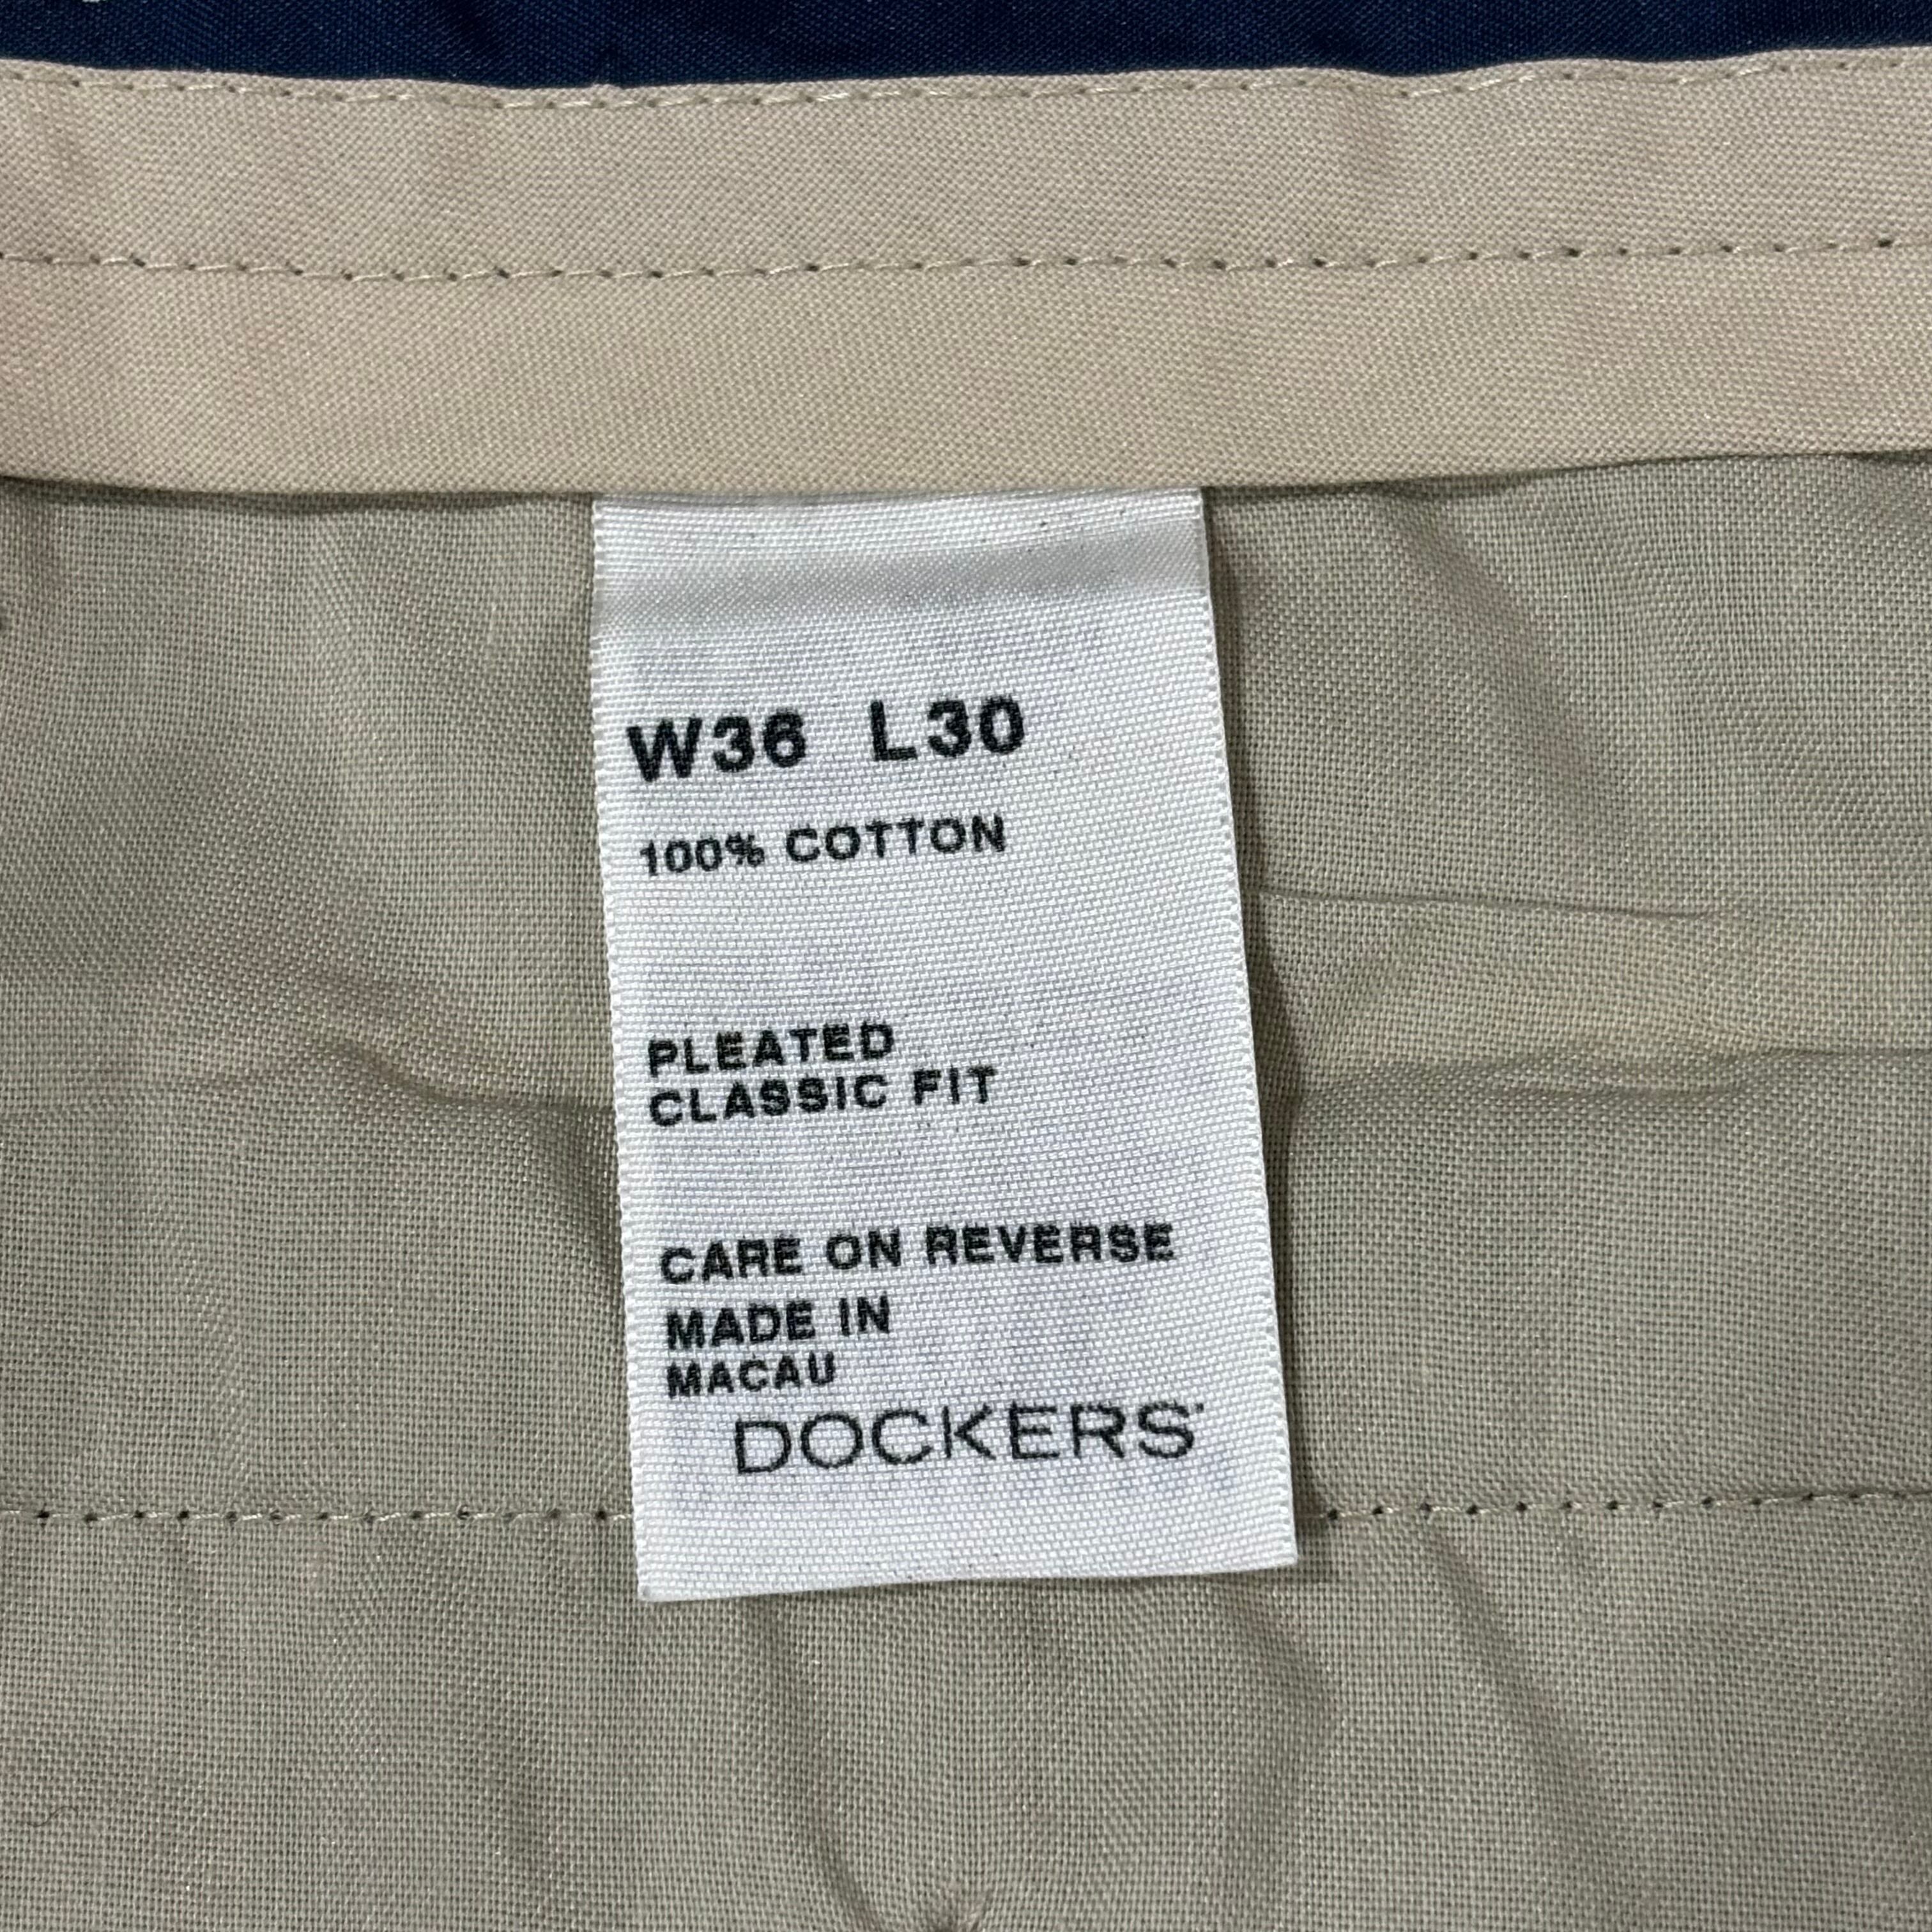 W36 L30
100% COTTON
PLEATED
CLASSIC FIT
CARE ON REVERSE
MADE IN
MACAU
DOCKERS